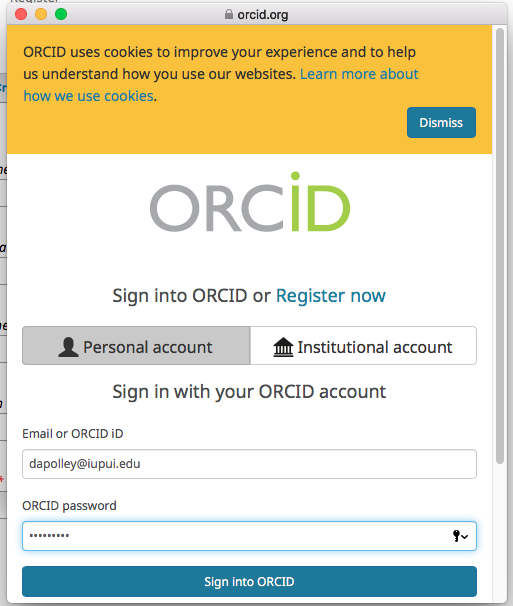 Register
orcid.org
ORCID uses cookies to improve your experience and to help
us understand how you use our websites. Learn more about
how we use cookies.
Dismiss
ORCiD
Sign into ORCID or Register now
Personal account
Institutional account
Sign in with your ORCID account
Email or ORCID iD
dapolley@iupui.edu
ORCID password
•••••••••
Sign into ORCID